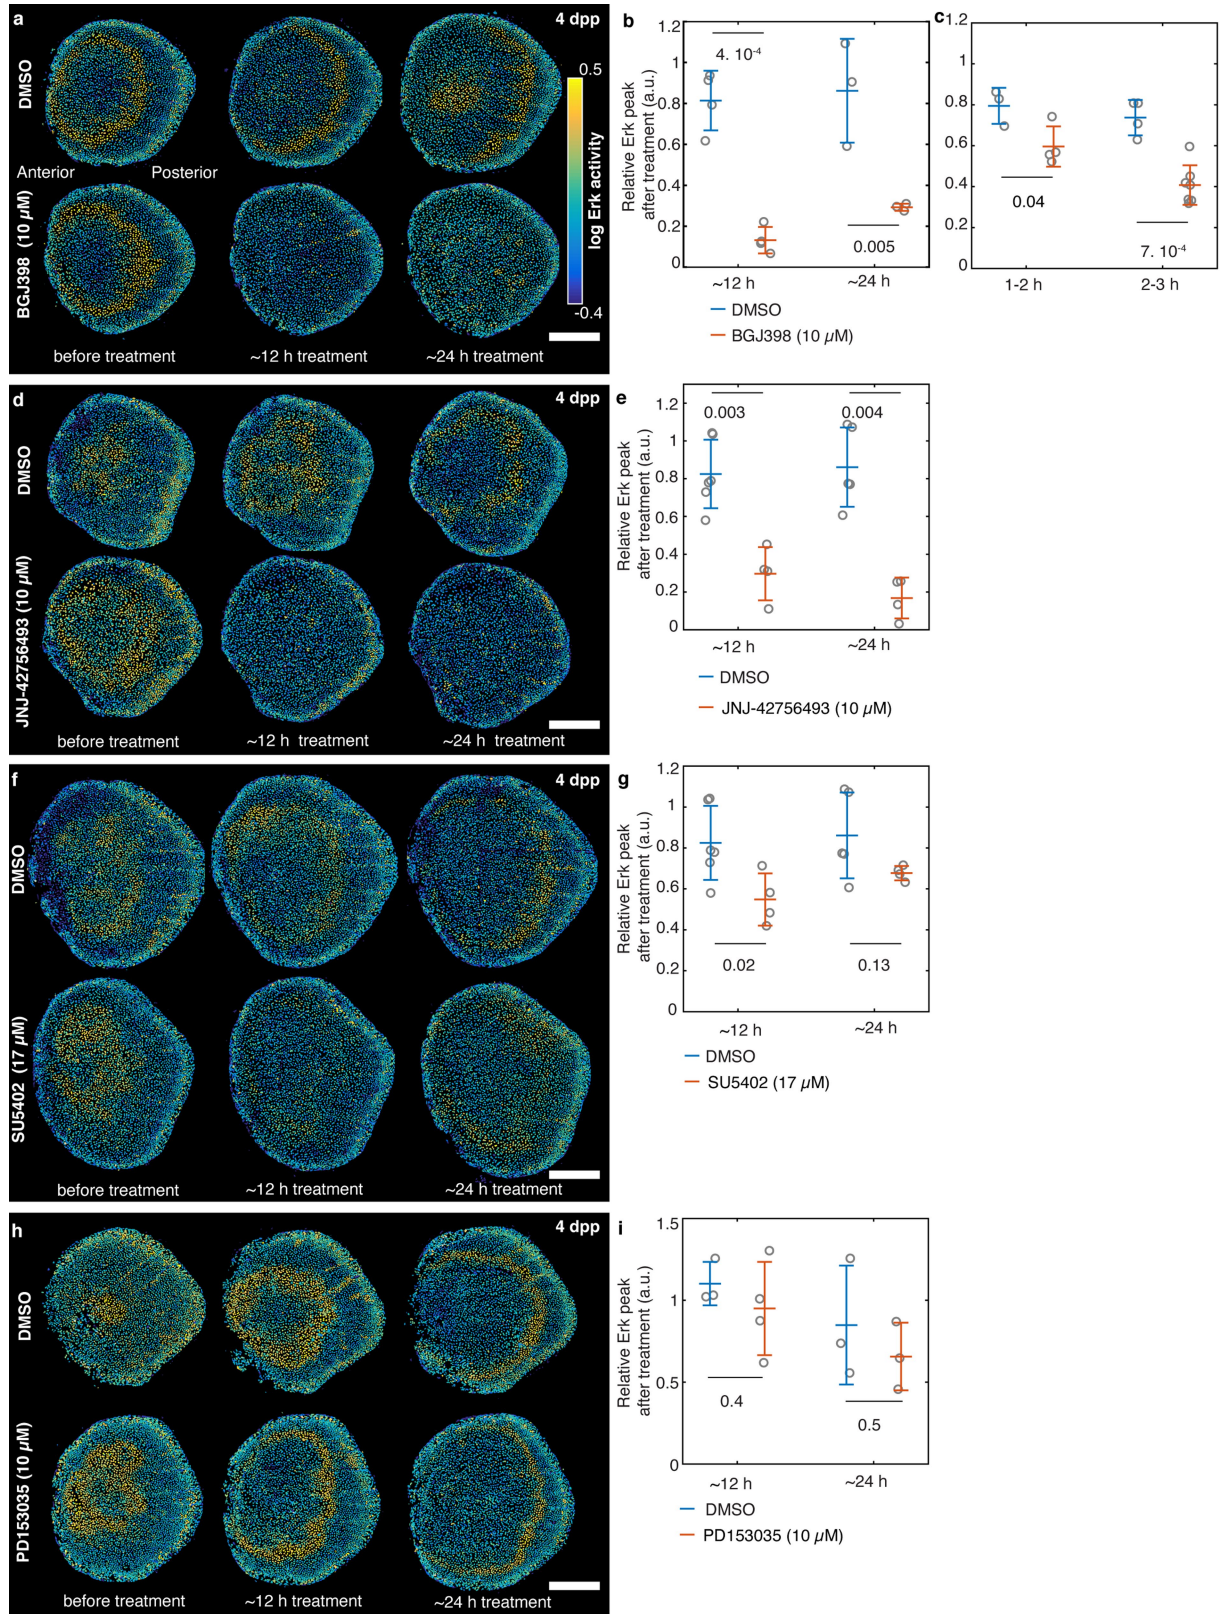 a
4 dpp
DMSO
0.5
log Erk activity
-0.4
Anterior
Posterior
BGJ398 (10 µM)
before treatment
~12 h treatment
~24 h treatment
b
Relative Erk peak
after treatment (a.u.)
1.2
1
0.8
0.6
0.4
0.2
0
4. 10⁻⁴
0.005
~12 h
~24 h
DMSO
BGJ398 (10 µM)
c
1.2
1
0.8
0.6
0.4
0.2
0
0.04
7. 10⁻⁴
1-2 h
2-3 h
d
4 dpp
DMSO
JNJ-42756493 (10 µM)
before treatment
~12 h treatment
~24 h treatment
e
Relative Erk peak
after treatment (a.u.)
1.2
1
0.8
0.6
0.4
0.2
0
0.003
0.004
~12 h
~24 h
DMSO
JNJ-42756493 (10 µM)
f
4 dpp
DMSO
SU5402 (17 µM)
before treatment
~12 h treatment
~24 h treatment
g
Relative Erk peak
after treatment (a.u.)
1.2
1
0.8
0.6
0.4
0.2
0
0.02
0.13
~12 h
~24 h
DMSO
SU5402 (17 µM)
h
4 dpp
DMSO
PD153035 (10 µM)
before treatment
~12 h treatment
~24 h treatment
i
Relative Erk peak
after treatment (a.u.)
1.5
1
0.5
0
0.4
0.5
~12 h
~24 h
DMSO
PD153035 (10 µM)